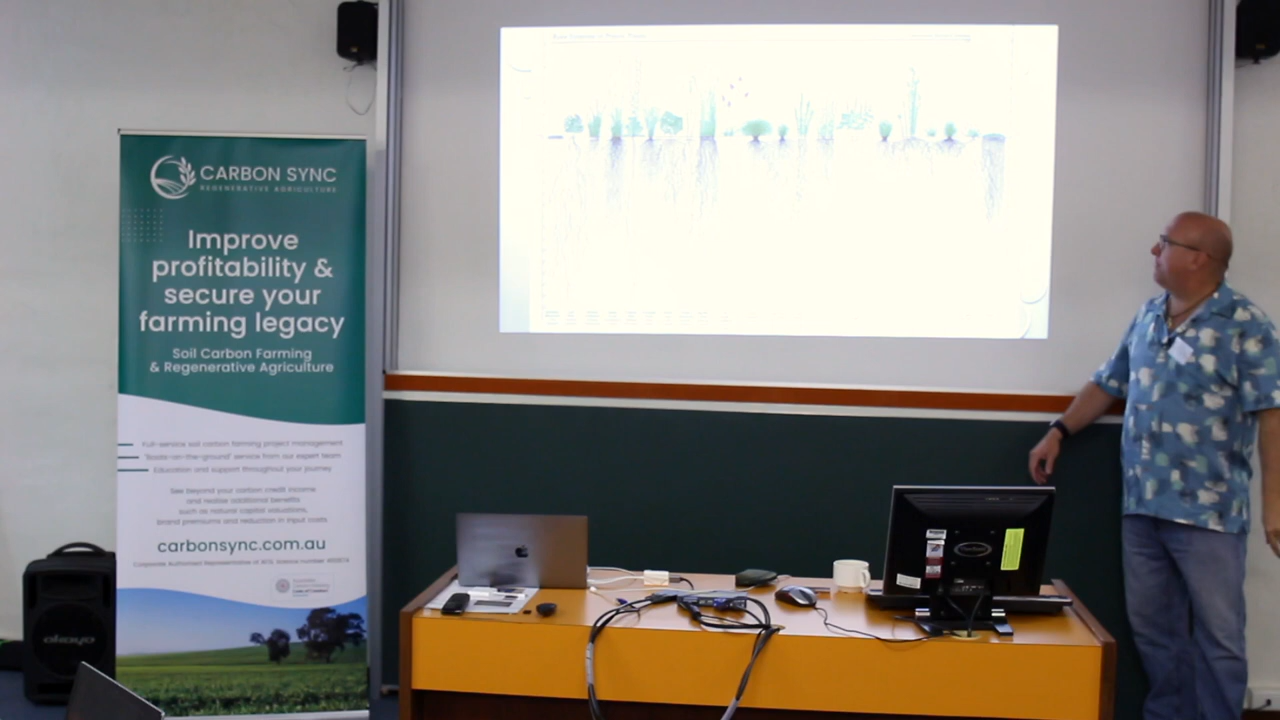 CARBON SYNC
REGENERATIVE AGRICULTURE
Improve
profitability &
secure your
farming legacy
Soil Carbon Farming
& Regenerative Agriculture
Full-service soil carbon farming project management
'Boots-on-the-ground' service from our expert team
Education and support throughout your journey
See beyond your carbon credit income
and realise additional benefits
such as natural capital valuations,
brand premiums and reduction in input costs
carbonsync.com.au
okayo